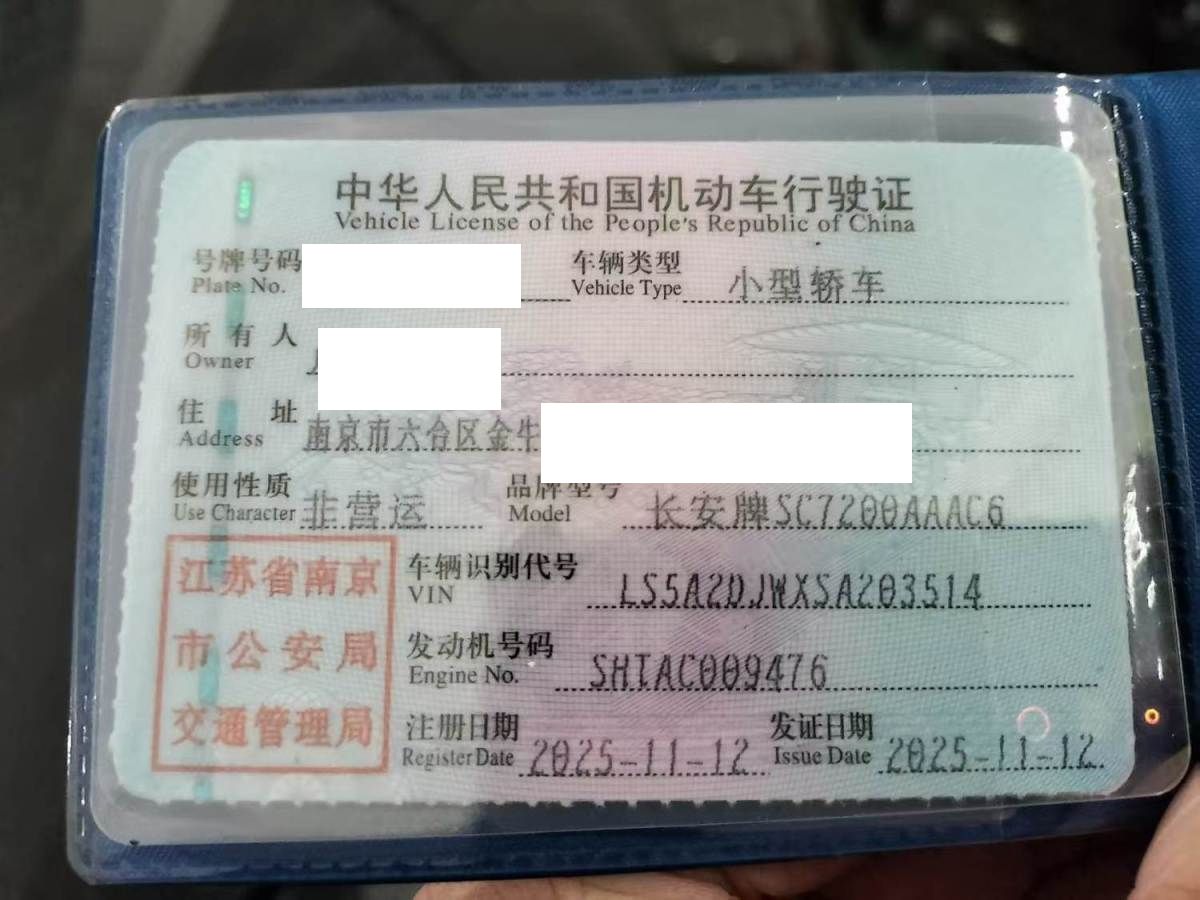 中华人民共和国机动车行驶证
Vehicle License of the People's Republic of China
号牌号码 车辆类型 小型轿车
Plate No. Vehicle Type
所有人
Owner
住址 南京市六合区金牛
Address
使用性质 非营运 品牌型号 长安牌SC7200AAAC6
Use Character Model
江苏省南京
市公安局
交通管理局
车辆识别代号 LS5A2DJWXSA203514
VIN
发动机号码 SHTAC009476
Engine No.
注册日期 2025-11-12 发证日期 2025-11-12
Register Date Issue Date